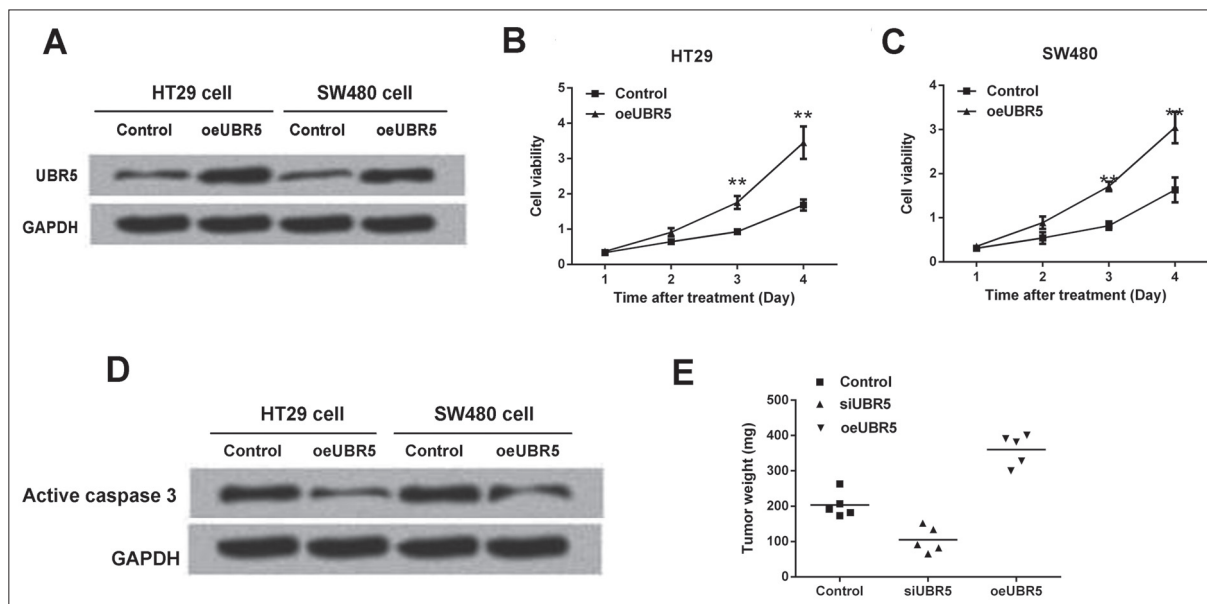 A
HT29 cell SW480 cell
Control oeUBR5 Control oeUBR5
UBR5
GAPDH
B
HT29
Control
oeUBR5
Cell viability
5
4
3
2
1
0
**
**
1 2 3 4
Time after treatment (Day)
C
SW480
Control
oeUBR5
Cell viability
4
3
2
1
0
**
**
1 2 3 4
Time after treatment (Day)
D
HT29 cell SW480 cell
Control oeUBR5 Control oeUBR5
Active caspase 3
GAPDH
E
Control
siUBR5
oeUBR5
Tumor weight (mg)
500
400
300
200
100
0
Control siUBR5 oeUBR5